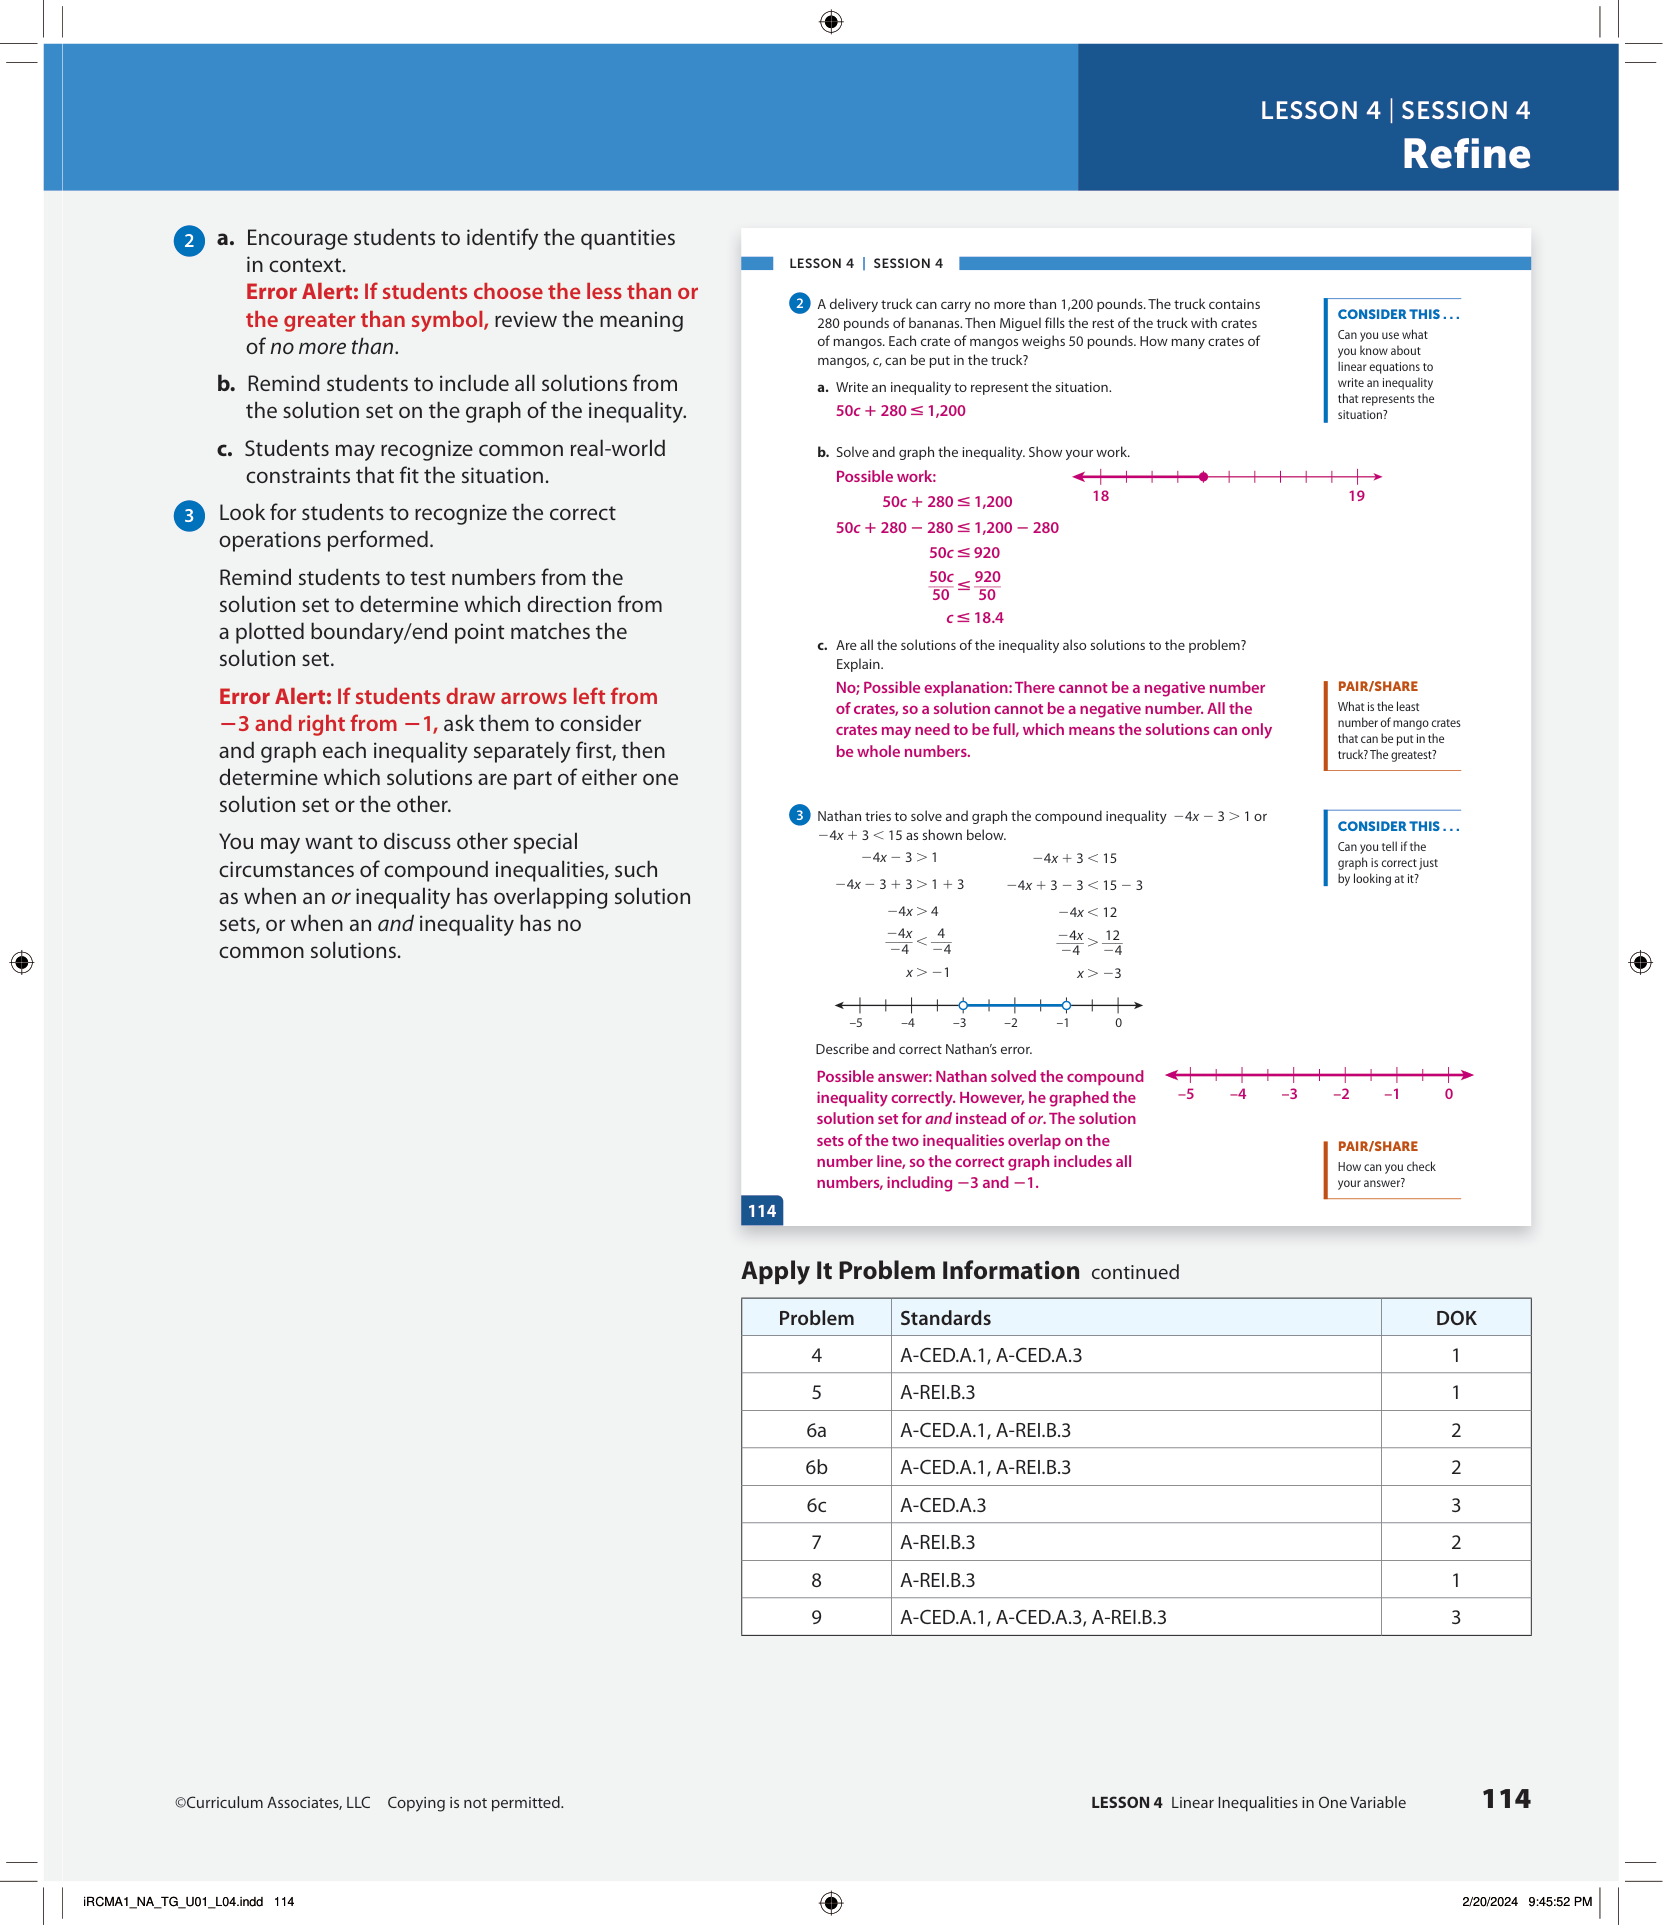 LESSON 4 | SESSION 4
Refine
2 a. Encourage students to identify the quantities
in context.
Error Alert: If students choose the less than or
the greater than symbol, review the meaning
of no more than.
b. Remind students to include all solutions from
the solution set on the graph of the inequality.
c. Students may recognize common real-world
constraints that fit the situation.
3 Look for students to recognize the correct
operations performed.
Remind students to test numbers from the
solution set to determine which direction from
a plotted boundary/end point matches the
solution set.
Error Alert: If students draw arrows left from
−3 and right from −1, ask them to consider
and graph each inequality separately first, then
determine which solutions are part of either one
solution set or the other.
You may want to discuss other special
circumstances of compound inequalities, such
as when an or inequality has overlapping solution
sets, or when an and inequality has no
common solutions.
LESSON 4 | SESSION 4
2 A delivery truck can carry no more than 1,200 pounds. The truck contains
280 pounds of bananas. Then Miguel fills the rest of the truck with crates
of mangos. Each crate of mangos weighs 50 pounds. How many crates of
mangos, c, can be put in the truck?
a. Write an inequality to represent the situation.
50c + 280 ≤ 1,200
CONSIDER THIS . . .
Can you use what
you know about
linear equations to
write an inequality
that represents the
situation?
b. Solve and graph the inequality. Show your work.
Possible work:
50c + 280 ≤ 1,200
50c + 280 − 280 ≤ 1,200 − 280
50c ≤ 920
50c/50 ≤ 920/50
c ≤ 18.4
18 19
c. Are all the solutions of the inequality also solutions to the problem?
Explain.
No; Possible explanation: There cannot be a negative number
of crates, so a solution cannot be a negative number. All the
crates may need to be full, which means the solutions can only
be whole numbers.
PAIR/SHARE
What is the least
number of mango crates
that can be put in the
truck? The greatest?
3 Nathan tries to solve and graph the compound inequality −4x − 3 > 1 or
−4x + 3 < 15 as shown below.
−4x − 3 > 1 −4x + 3 < 15
−4x − 3 + 3 > 1 + 3 −4x + 3 − 3 < 15 − 3
−4x > 4 −4x < 12
−4x/−4 < 4/−4 −4x/−4 > 12/−4
x > −1 x > −3
–5 –4 –3 –2 –1 0
CONSIDER THIS . . .
Can you tell if the
graph is correct just
by looking at it?
Describe and correct Nathan's error.
Possible answer: Nathan solved the compound
inequality correctly. However, he graphed the
solution set for and instead of or. The solution
sets of the two inequalities overlap on the
number line, so the correct graph includes all
numbers, including −3 and −1.
–5 –4 –3 –2 –1 0
PAIR/SHARE
How can you check
your answer?
114
Apply It Problem Information continued
Problem Standards DOK
4 A-CED.A.1, A-CED.A.3 1
5 A-REI.B.3 1
6a A-CED.A.1, A-REI.B.3 2
6b A-CED.A.1, A-REI.B.3 2
6c A-CED.A.3 3
7 A-REI.B.3 2
8 A-REI.B.3 1
9 A-CED.A.1, A-CED.A.3, A-REI.B.3 3
©Curriculum Associates, LLC Copying is not permitted.
LESSON 4 Linear Inequalities in One Variable 114
iRCMA1_NA_TG_U01_L04.indd 114
2/20/2024 9:45:52 PM